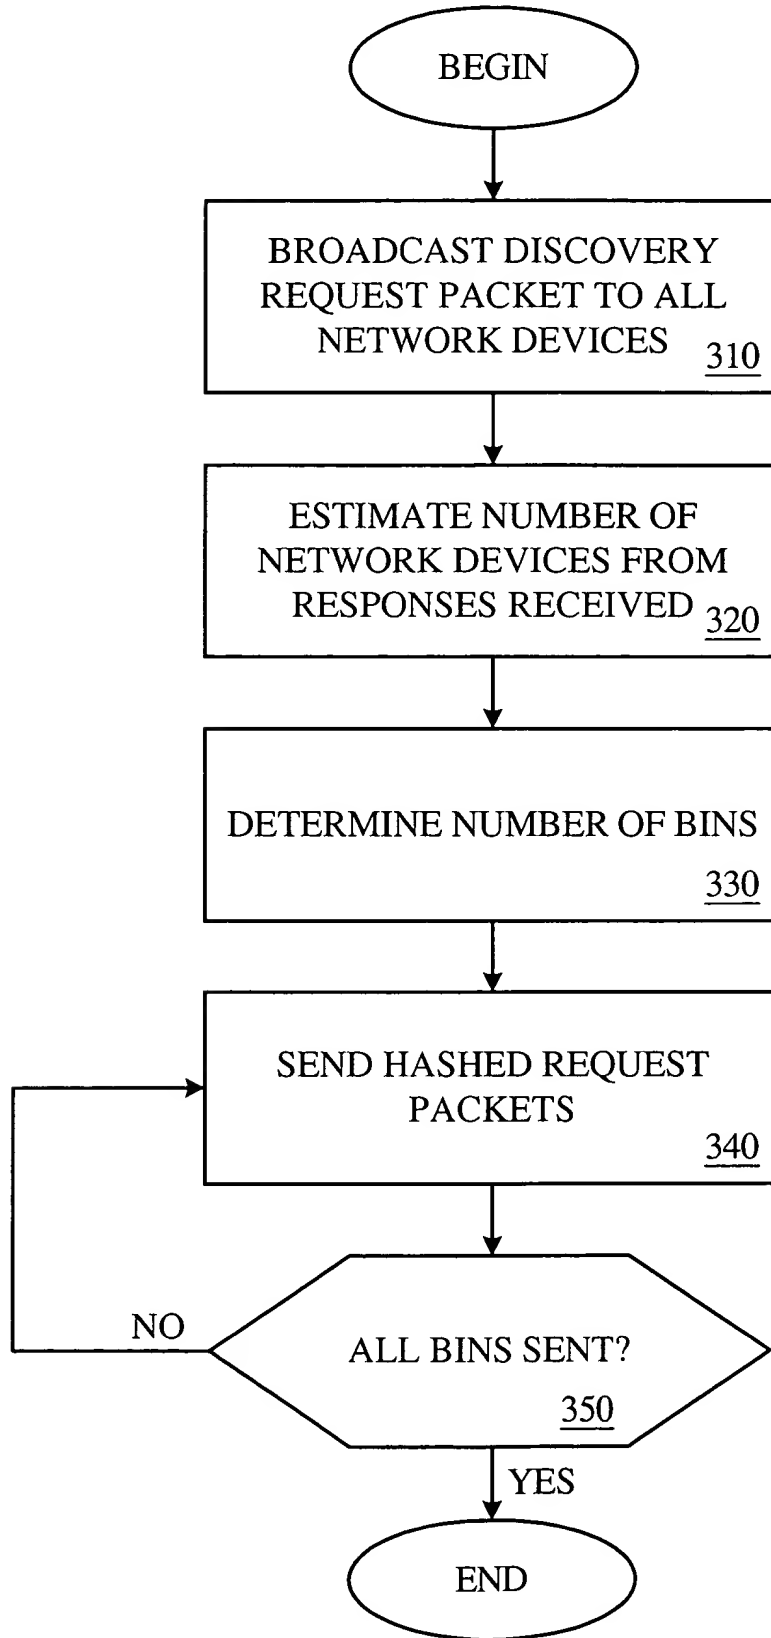 BEGIN
BROADCAST DISCOVERY
REQUEST PACKET TO ALL
NETWORK DEVICES
310
ESTIMATE NUMBER OF
NETWORK DEVICES FROM
RESPONSES RECEIVED
320
DETERMINE NUMBER OF BINS
330
SEND HASHED REQUEST
PACKETS
340
NO
ALL BINS SENT?
350
YES
END